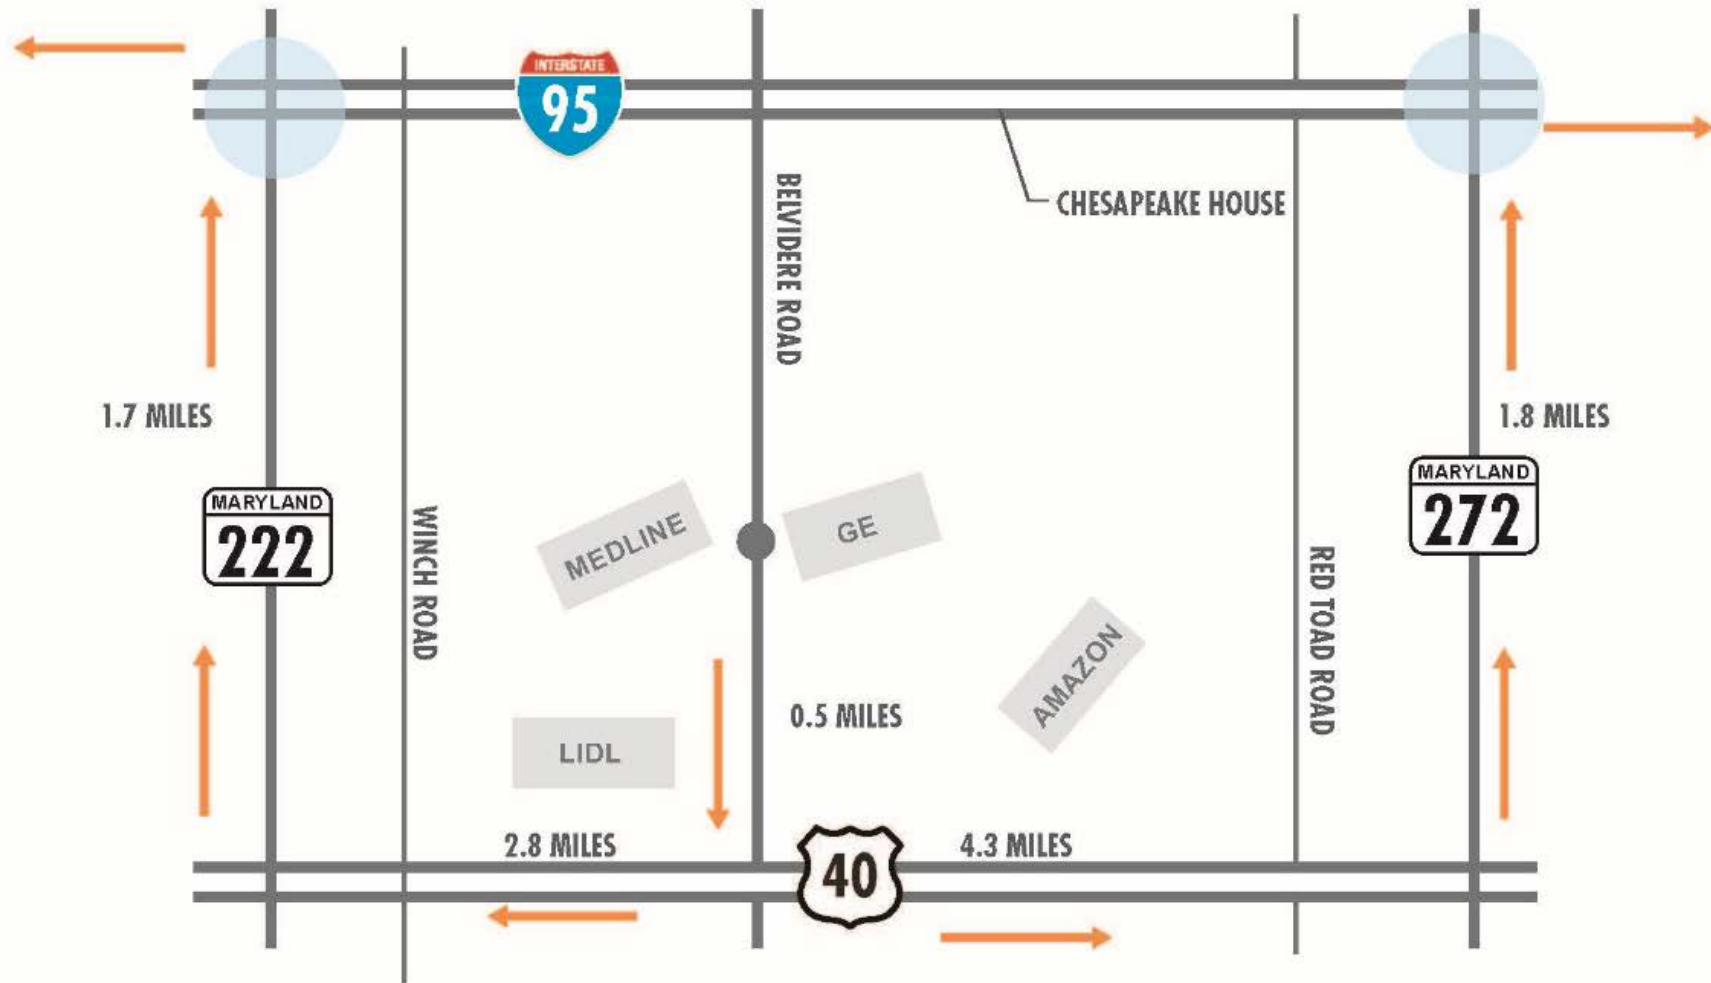 INTERSTATE
95
BELVIDERE ROAD
CHESAPEAKE HOUSE
1.7 MILES
1.8 MILES
MARYLAND
222
WINCH ROAD
MEDLINE
GE
MARYLAND
272
RED TOAD ROAD
AMAZON
0.5 MILES
LIDL
2.8 MILES
40
4.3 MILES